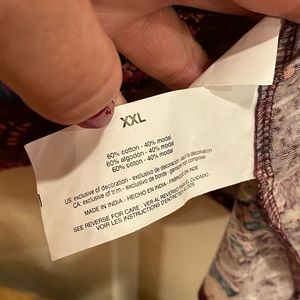 XXL
60% cotton - 40% modal
60% algodón - 40% modal
60% coton - 40% modal
US: exclusive of decoration - exclusive de decoración - sauf la décoration
CA: exclusive of trim - exclusivo de borde - garniture non comprise
MADE IN INDIA - HECHO EN INDIA - FABRIQUÉ EN INDE
SEE REVERSE FOR CARE - VER AL REVERSO PARA EL CUIDADO
VOIR LES INSTRUCTIONS D'ENTRETIEN AU